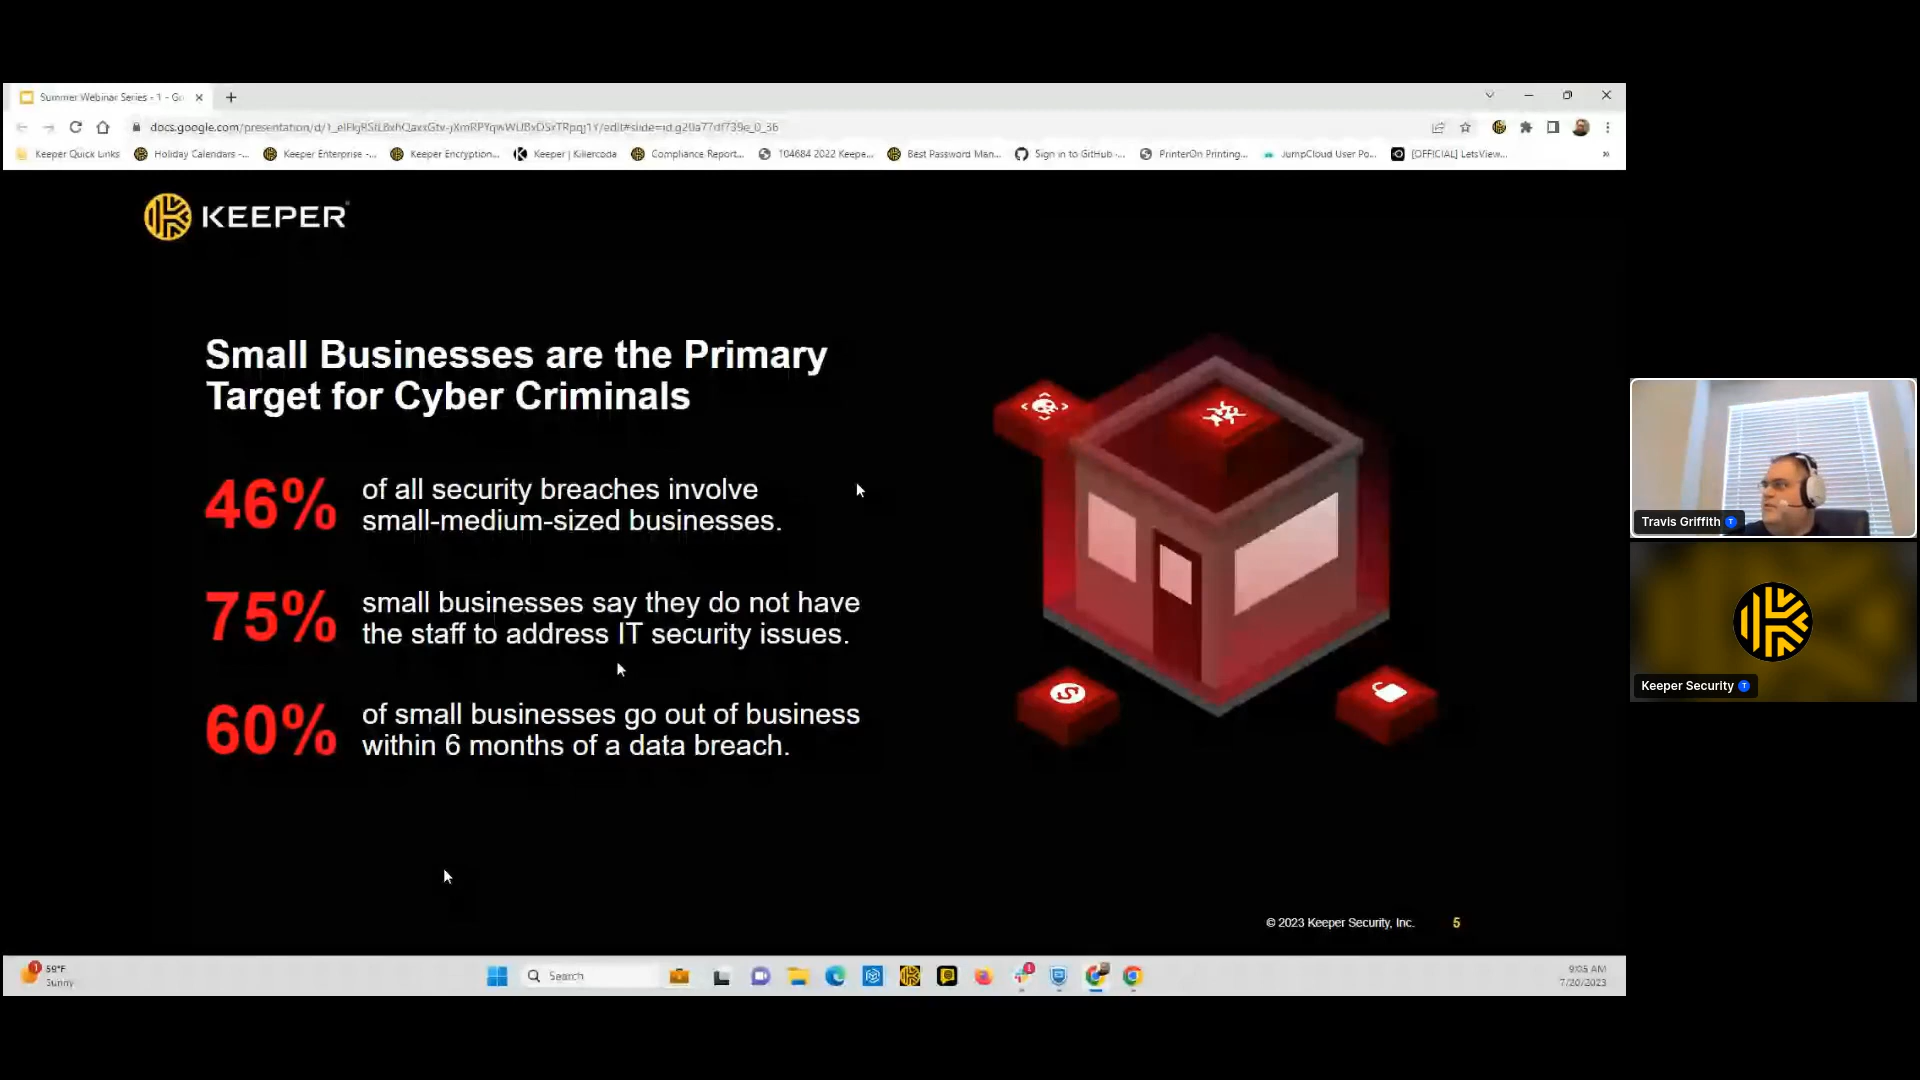 Summer Webinar Series - 1 - Go
Keeper Quick Links
Holiday Calendars -...
Keeper Enterprise -...
Keeper Encryption...
Keeper | Killercoda
Compliance Report...
T04684 2022 Keepe...
Best Password Man...
Sign in to GitHub ·...
PrinterOn Printing...
JumpCloud User Po...
[OFFICIAL] LetsView...
KEEPER
Small Businesses are the Primary
Target for Cyber Criminals
46%
of all security breaches involve
small-medium-sized businesses.
75%
small businesses say they do not have
the staff to address IT security issues.
60%
of small businesses go out of business
within 6 months of a data breach.
© 2023 Keeper Security, Inc.
5
Travis Griffith
T
Keeper Security
T
1
59°F
Sunny
Search
1
9:05 AM
7/20/2023